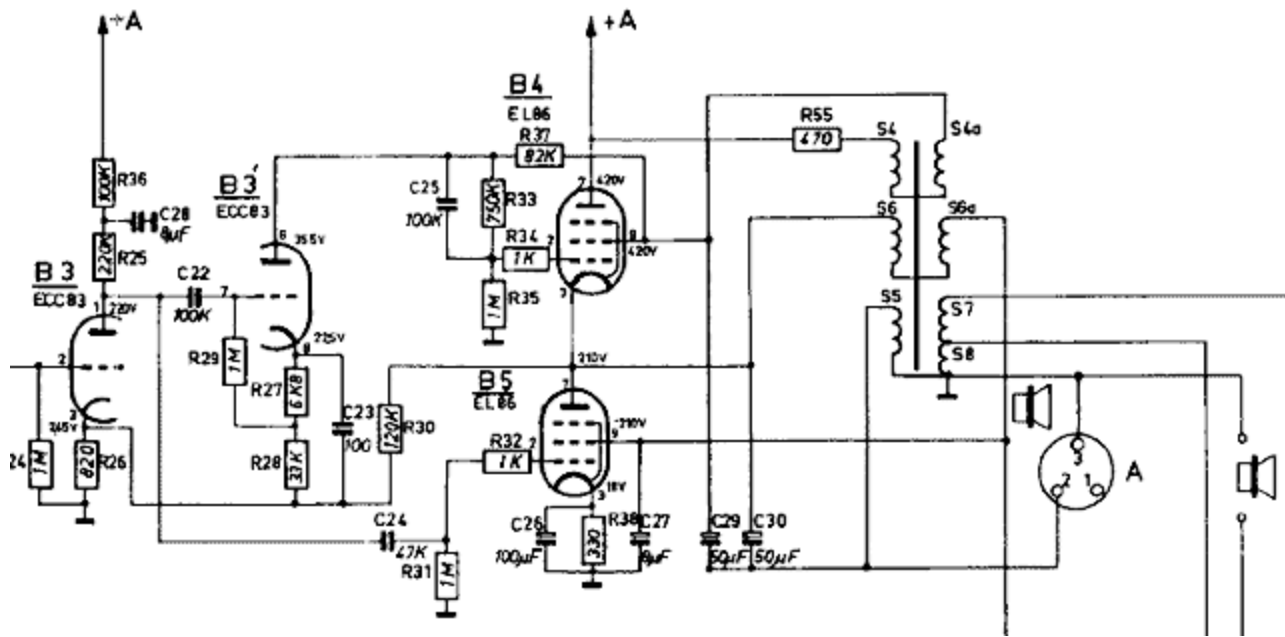 +A
+A
B4
EL86
R37
82K
R55
470
S4
S4a
R36
100K
C28
8µF
B3'
ECC83
C25
100K
R33
750K
7
420V
S6
S6a
R25
220K
6
355V
R34
1K
2
9
420V
B3
ECC83
C22
100K
7
R35
1M
3
S5
S7
1
220V
R29
1M
8
225V
210V
S8
2
R27
6K8
B5
EL86
7
3
C23
100
R30
120K
R32
1K
2
9
210V
3
2
1
A
24
1M
820
R26
R28
33K
3
18V
C24
47K
C26
100µF
R38
330
C27
8µF
C29
50µF
C30
50µF
R31
1M